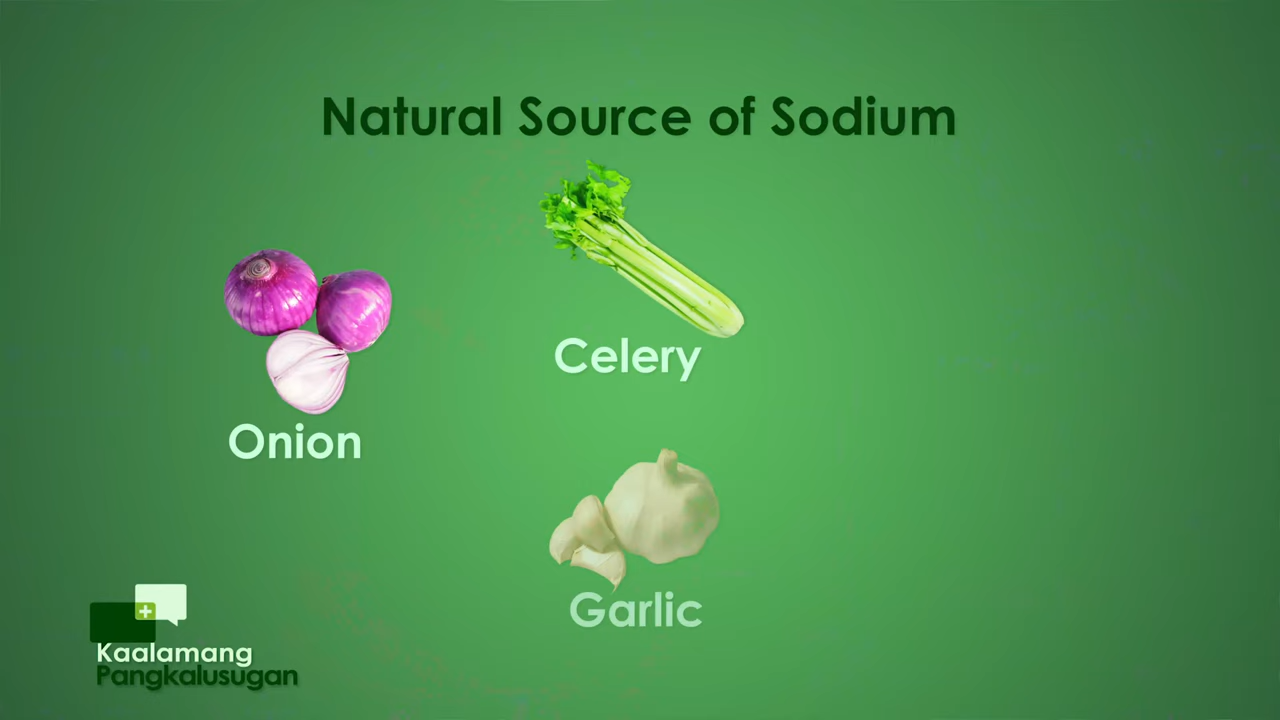 Natural Source of Sodium
Celery
Onion
Garlic
Kaalamang
Pangkalusugan